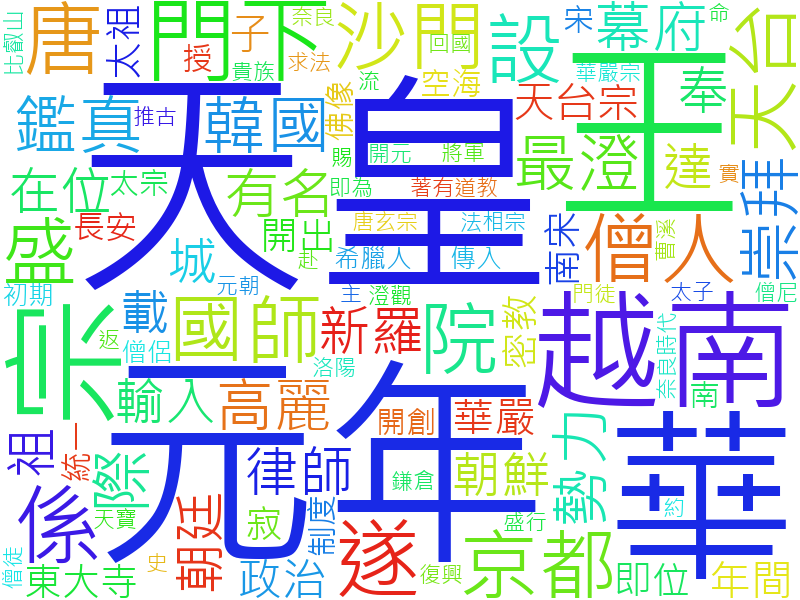 比叡山
唐
太祖
門下
授
子
奈良
貴族
求法
沙門
回國
設
宋
幕府
命
天台
華嚴宗
鑑真
推古
韓國
天皇
佛像
流
空海
天台宗
王
奉
賜
開元
將軍
最澄
達
實
崇拜
在位
太宗
有名
即為
著有道教
盛
長安
開
出
唐玄宗
法相宗
南宋
僧人
曹溪
城
元朝
赴
希臘人
傳入
初期
載
國師
主
澄觀
新羅
院
密教
越南
門徒
太子
僧尼
宗
返
僧侶
洛陽
奈良時代
南
元年
輸入
高麗
開創
華嚴
華
祖
統一
係
際
律師
鎌倉
朝鮮
勢力
天寶
朝廷
寂
制度
遂
盛行
約
僧徒
東大寺
史
政治
復興
京都
即位
年間